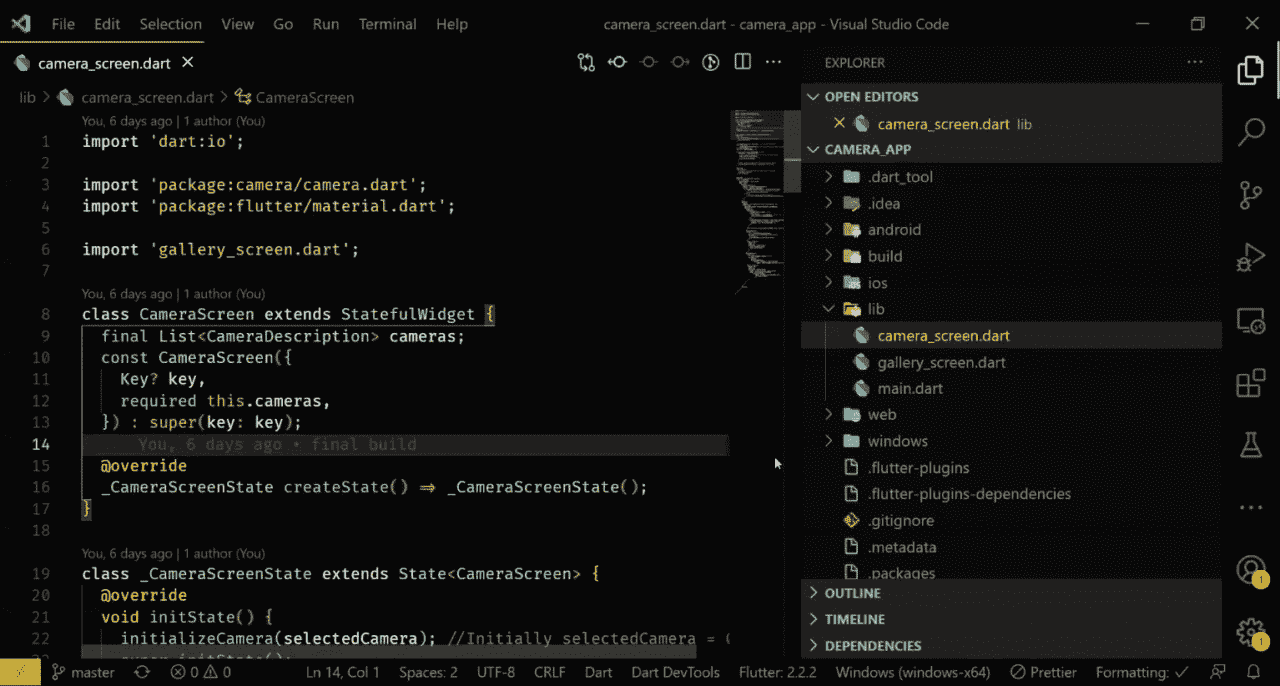 File Edit Selection View Go Run Terminal Help camera_screen.dart - camera_app - Visual Studio Code
camera_screen.dart
lib > camera_screen.dart > CameraScreen
You, 6 days ago | 1 author (You)
1 import 'dart:io';
2
3 import 'package:camera/camera.dart';
4 import 'package:flutter/material.dart';
5
6 import 'gallery_screen.dart';
7
You, 6 days ago | 1 author (You)
8 class CameraScreen extends StatefulWidget {
9 final List<CameraDescription> cameras;
10 const CameraScreen({
11 Key? key,
12 required this.cameras,
13 }) : super(key: key);
14 You, 6 days ago • final build
15 @override
16 _CameraScreenState createState() => _CameraScreenState();
17 }
18
You, 6 days ago | 1 author (You)
19 class _CameraScreenState extends State<CameraScreen> {
20 @override
21 void initState() {
22 initializeCamera(selectedCamera); //Initially selectedCamera =
super.initState();
EXPLORER
OPEN EDITORS
camera_screen.dart lib
CAMERA_APP
.dart_tool
.idea
android
build
ios
lib
camera_screen.dart
gallery_screen.dart
main.dart
web
windows
.flutter-plugins
.flutter-plugins-dependencies
.gitignore
.metadata
.packages
OUTLINE
TIMELINE
DEPENDENCIES
1
1
master 0 0 Ln 14, Col 1 Spaces: 2 UTF-8 CRLF Dart Dart DevTools Flutter: 2.2.2 Windows (windows-x64) Prettier Formatting: ✓